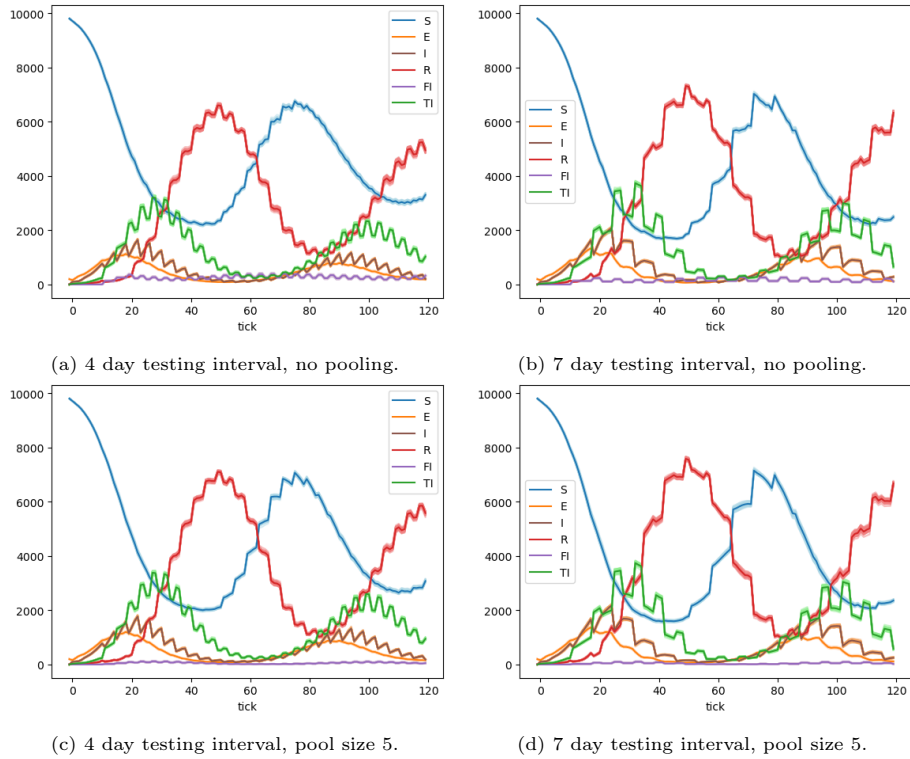 10000
8000
6000
4000
2000
0
0 20 40 60 80 100 120
tick
S
E
I
R
FI
TI
(a) 4 day testing interval, no pooling.
10000
8000
6000
4000
2000
0
0 20 40 60 80 100 120
tick
S
E
I
R
FI
TI
(b) 7 day testing interval, no pooling.
10000
8000
6000
4000
2000
0
0 20 40 60 80 100 120
tick
S
E
I
R
FI
TI
(c) 4 day testing interval, pool size 5.
10000
8000
6000
4000
2000
0
0 20 40 60 80 100 120
tick
S
E
I
R
FI
TI
(d) 7 day testing interval, pool size 5.